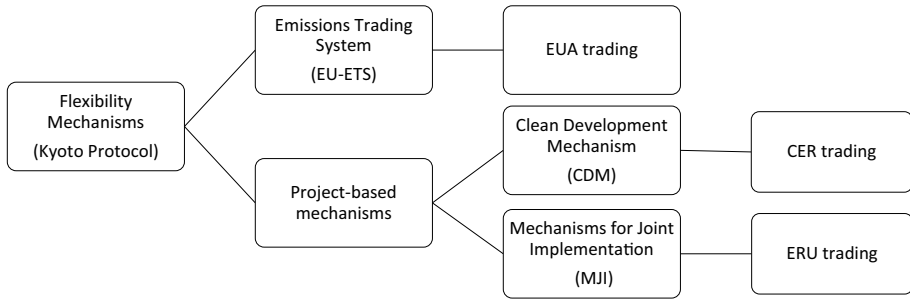 Flexibility
Mechanisms
(Kyoto Protocol)
Emissions Trading
System
(EU-ETS)
EUA trading
Project-based
mechanisms
Clean Development
Mechanism
(CDM)
CER trading
Mechanisms for Joint
Implementation
(MJI)
ERU trading